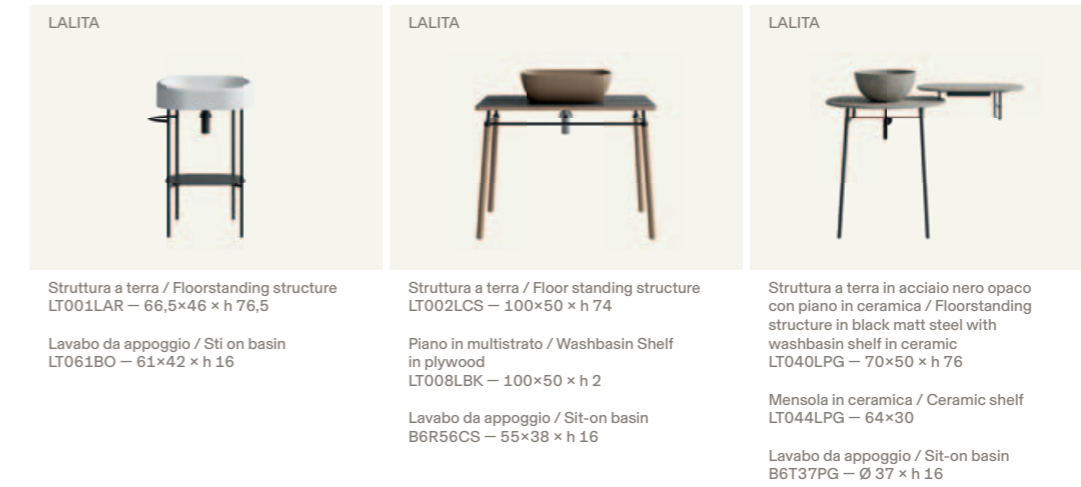 LALITA
Struttura a terra / Floorstanding structure
LT001LAR — 66,5×46 × h 76,5
Lavabo da appoggio / Sti on basin
LT061BO — 61×42 × h 16
LALITA
Struttura a terra / Floor standing structure
LT002LCS — 100×50 × h 74
Piano in multistrato / Washbasin Shelf
in plywood
LT008LBK — 100×50 × h 2
Lavabo da appoggio / Sit-on basin
B6R56CS — 55×38 × h 16
LALITA
Struttura a terra in acciaio nero opaco
con piano in ceramica / Floorstanding
structure in black matt steel with
washbasin shelf in ceramic
LT040LPG — 70×50 × h 76
Mensola in ceramica / Ceramic shelf
LT044LPG — 64×30
Lavabo da appoggio / Sit-on basin
B6T37PG — Ø 37 × h 16